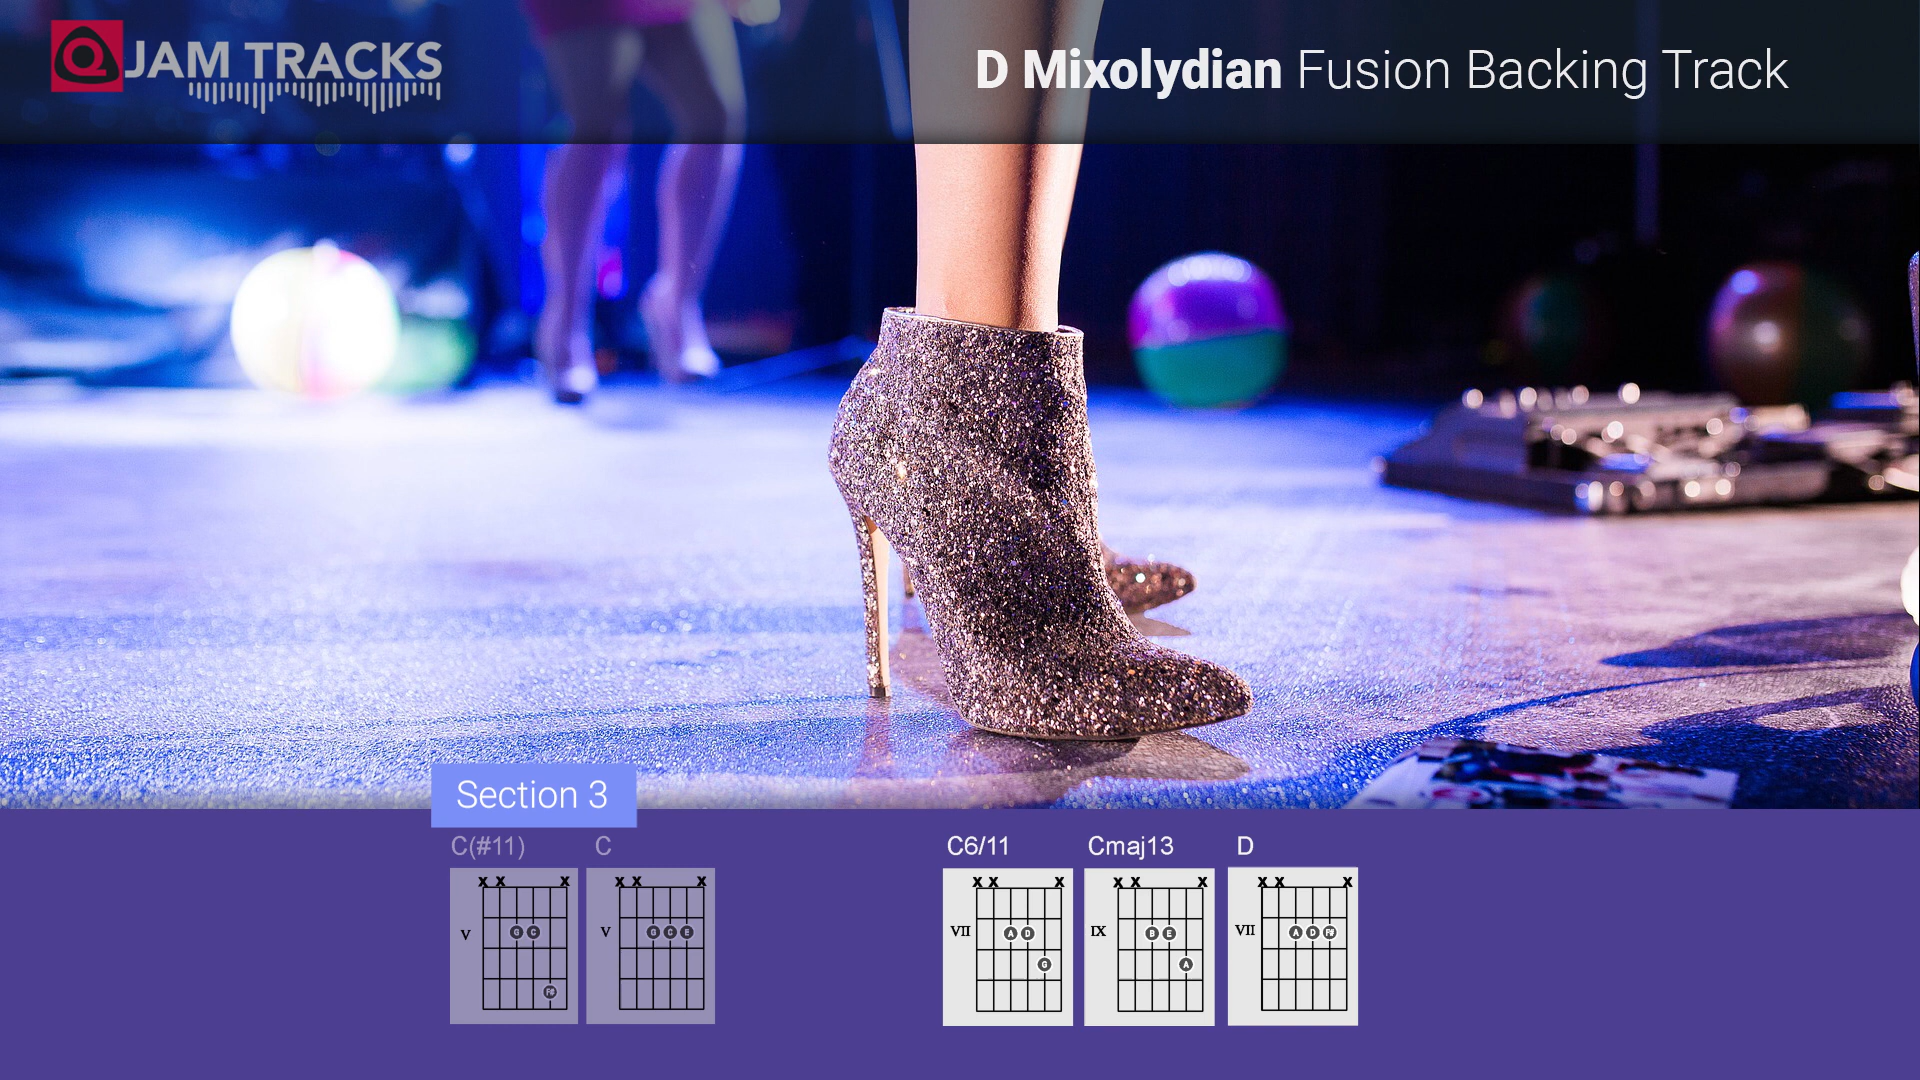 JAM TRACKS
D Mixolydian Fusion Backing Track
Section 3
C(#11) C C6/11 Cmaj13 D
x x x x x x x x x x x x x x x
V G C F#
V G C E
VII A D G
IX B E A
VII A D F#